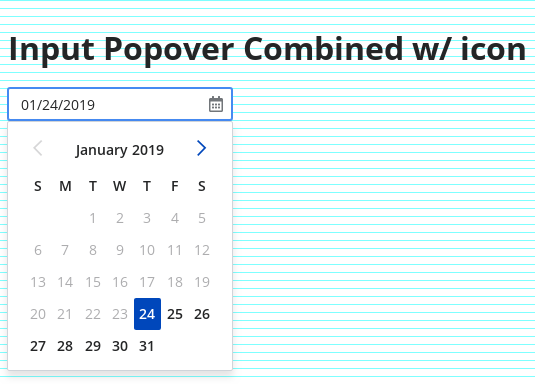 Input Popover Combined w/ icon
01/24/2019
January 2019
S M T W T F S
1 2 3 4 5
6 7 8 9 10 11 12
13 14 15 16 17 18 19
20 21 22 23 24 25 26
27 28 29 30 31